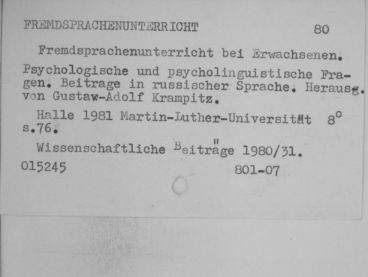 FREMDSPRACHENUNTERRICHT 80
Fremdsprachenunterricht bei Erwachsenen.
Psychologische und psycholinguistische Fra-
gen. Beitrage in russischer Sprache. Herausg.
von Gustaw-Adolf Krampitz.
Halle 1981 Martin-Luther-Universität 8°
s.76.
Wissenschaftliche Beiträge 1980/31.
015245 801-07